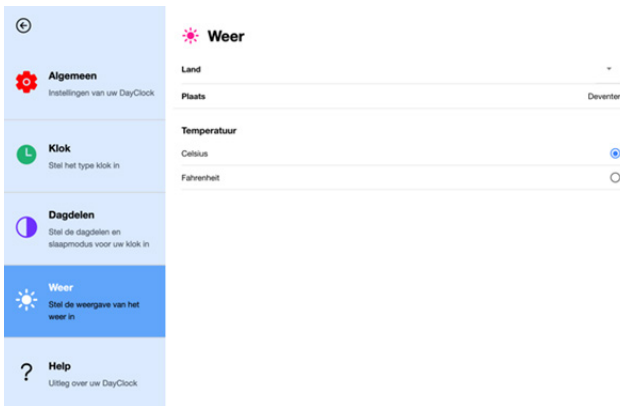 Algemeen
Instellingen van uw DayClock
Klok
Stel het type klok in
Dagdelen
Stel de dagdelen en
slaapmodus voor uw klok in
Weer
Stel de weergave van het
weer in
?
Help
Uitleg over uw DayClock
Weer
Land
Plaats Deventer
Temperatuur
Celsius
Fahrenheit